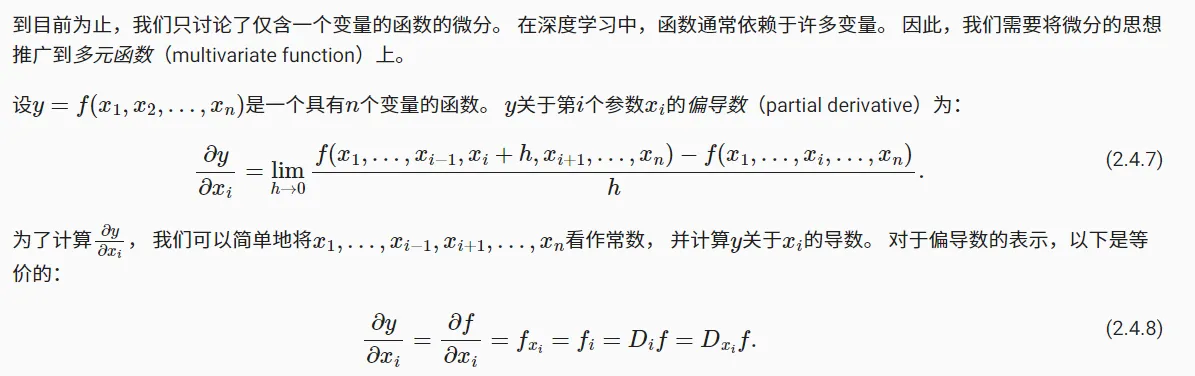 到目前为止，我们只讨论了仅含一个变量的函数的微分。 在深度学习中，函数通常依赖于许多变量。 因此，我们需要将微分的思想
推广到多元函数（multivariate function）上。
设$y = f(x_1, x_2, \ldots, x_n)$是一个具有$n$个变量的函数。 $y$关于第$i$个参数$x_i$的偏导数（partial derivative）为：
$$\frac{\partial y}{\partial x_i} = \lim_{h \to 0} \frac{f(x_1, \ldots, x_{i-1}, x_i + h, x_{i+1}, \ldots, x_n) - f(x_1, \ldots, x_i, \ldots, x_n)}{h}.$$ (2.4.7)
为了计算$\frac{\partial y}{\partial x_i}$， 我们可以简单地将$x_1, \ldots, x_{i-1}, x_{i+1}, \ldots, x_n$看作常数， 并计算$y$关于$x_i$的导数。 对于偏导数的表示，以下是等
价的：
$$\frac{\partial y}{\partial x_i} = \frac{\partial f}{\partial x_i} = f_{x_i} = f_i = D_i f = D_{x_i} f.$$ (2.4.8)